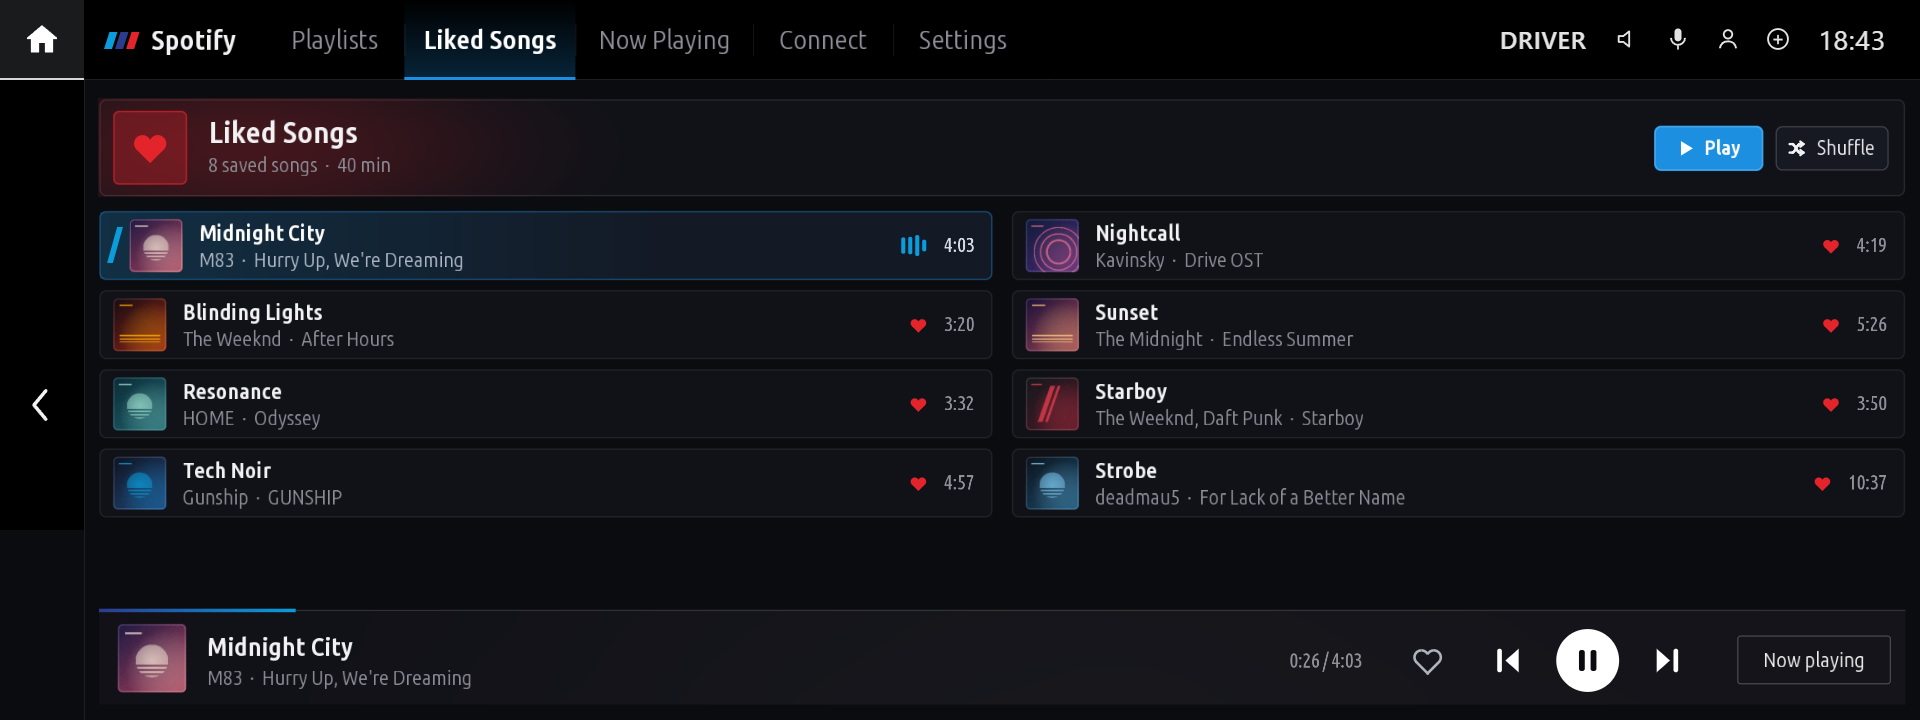 Spotify
Playlists
Liked Songs
Now Playing
Connect
Settings
DRIVER
18:43
Liked Songs
8 saved songs · 40 min
Play
Shuffle
Midnight City
M83 · Hurry Up, We're Dreaming
4:03
Nightcall
Kavinsky · Drive OST
4:19
Blinding Lights
The Weeknd · After Hours
3:20
Sunset
The Midnight · Endless Summer
5:26
Resonance
HOME · Odyssey
3:32
Starboy
The Weeknd, Daft Punk · Starboy
3:50
Tech Noir
Gunship · GUNSHIP
4:57
Strobe
deadmau5 · For Lack of a Better Name
10:37
Midnight City
M83 · Hurry Up, We're Dreaming
0:26 / 4:03
Now playing